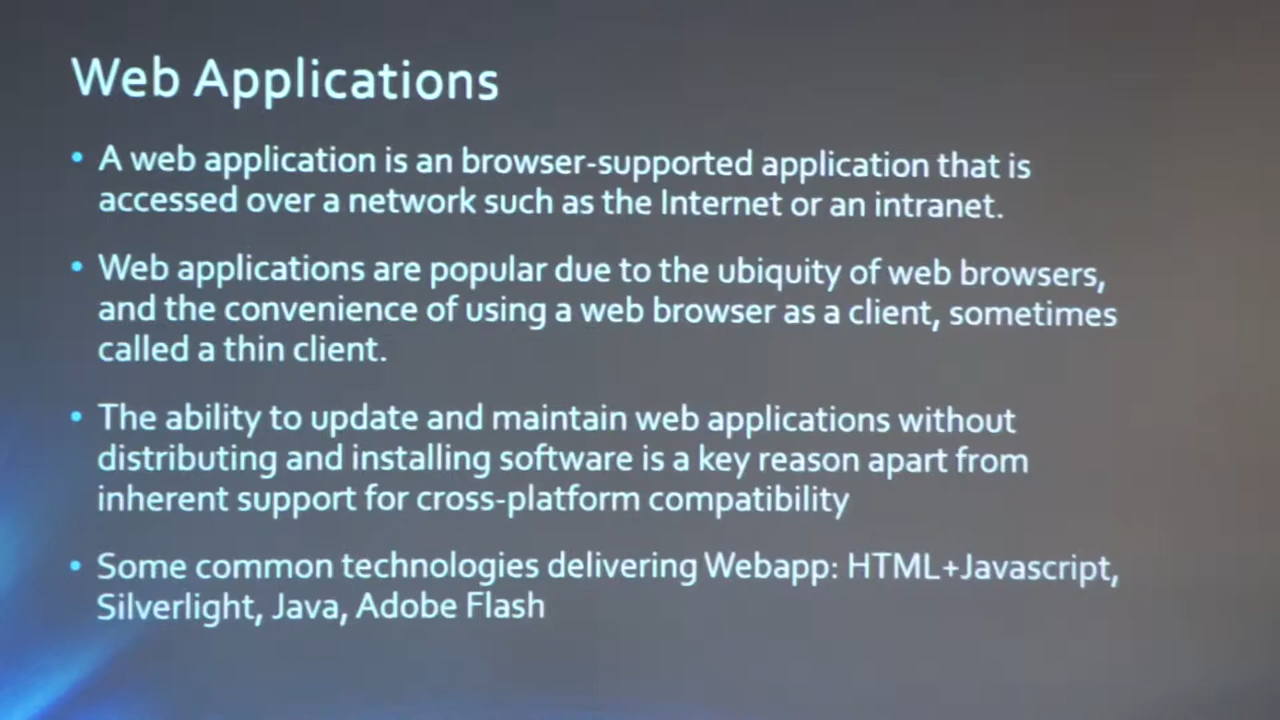 Web Applications
• A web application is an browser-supported application that is
accessed over a network such as the Internet or an intranet.
• Web applications are popular due to the ubiquity of web browsers,
and the convenience of using a web browser as a client, sometimes
called a thin client.
• The ability to update and maintain web applications without
distributing and installing software is a key reason apart from
inherent support for cross-platform compatibility
• Some common technologies delivering Webapp: HTML+Javascript,
Silverlight, Java, Adobe Flash